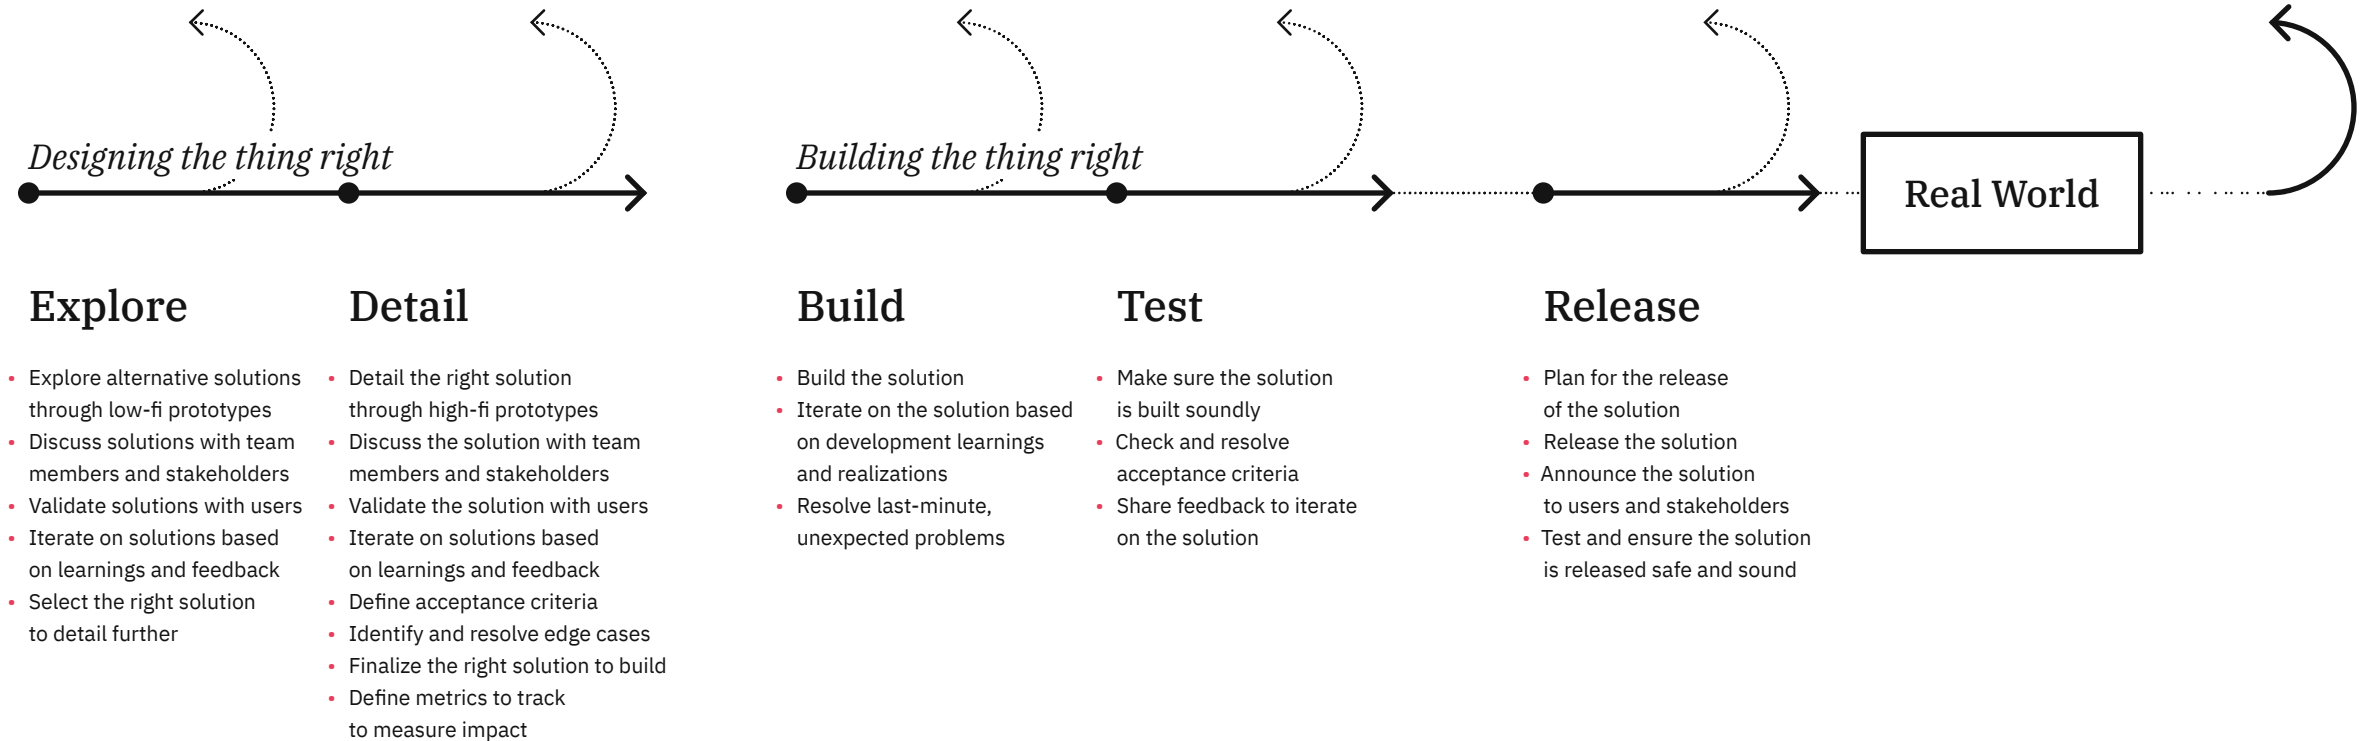 Designing the thing right
Building the thing right
Real World
Explore
Explore alternative solutions
through low-fi prototypes
Discuss solutions with team
members and stakeholders
Validate solutions with users
Iterate on solutions based
on learnings and feedback
Select the right solution
to detail further
Detail
Detail the right solution
through high-fi prototypes
Discuss the solution with team
members and stakeholders
Validate the solution with users
Iterate on solutions based
on learnings and feedback
Define acceptance criteria
Identify and resolve edge cases
Finalize the right solution to build
Define metrics to track
to measure impact
Build
Build the solution
Iterate on the solution based
on development learnings
and realizations
Resolve last-minute,
unexpected problems
Test
Make sure the solution
is built soundly
Check and resolve
acceptance criteria
Share feedback to iterate
on the solution
Release
Plan for the release
of the solution
Release the solution
Announce the solution
to users and stakeholders
Test and ensure the solution
is released safe and sound